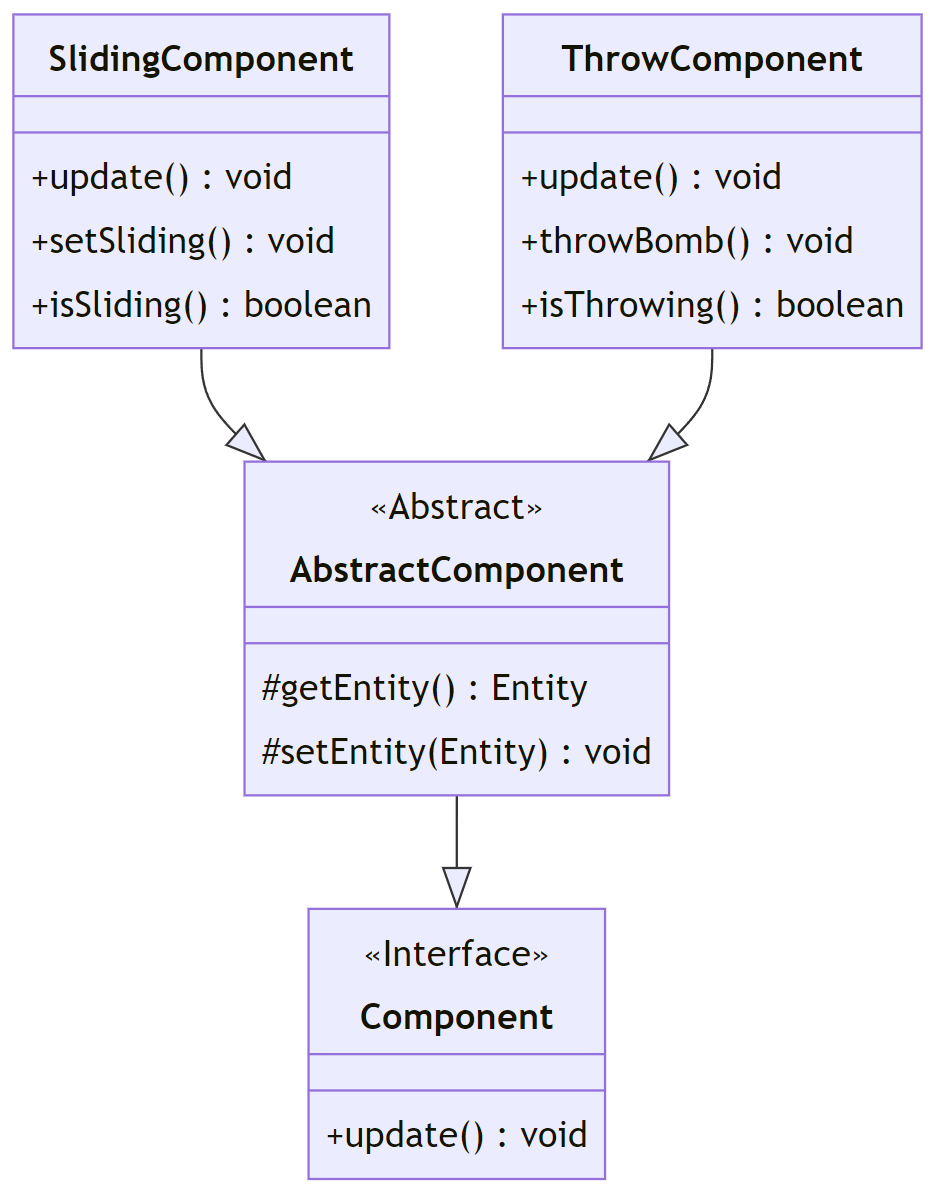 SlidingComponent
+update() : void
+setSliding() : void
+isSliding() : boolean
ThrowComponent
+update() : void
+throwBomb() : void
+isThrowing() : boolean
«Abstract»
AbstractComponent
#getEntity() : Entity
#setEntity(Entity) : void
«Interface»
Component
+update() : void